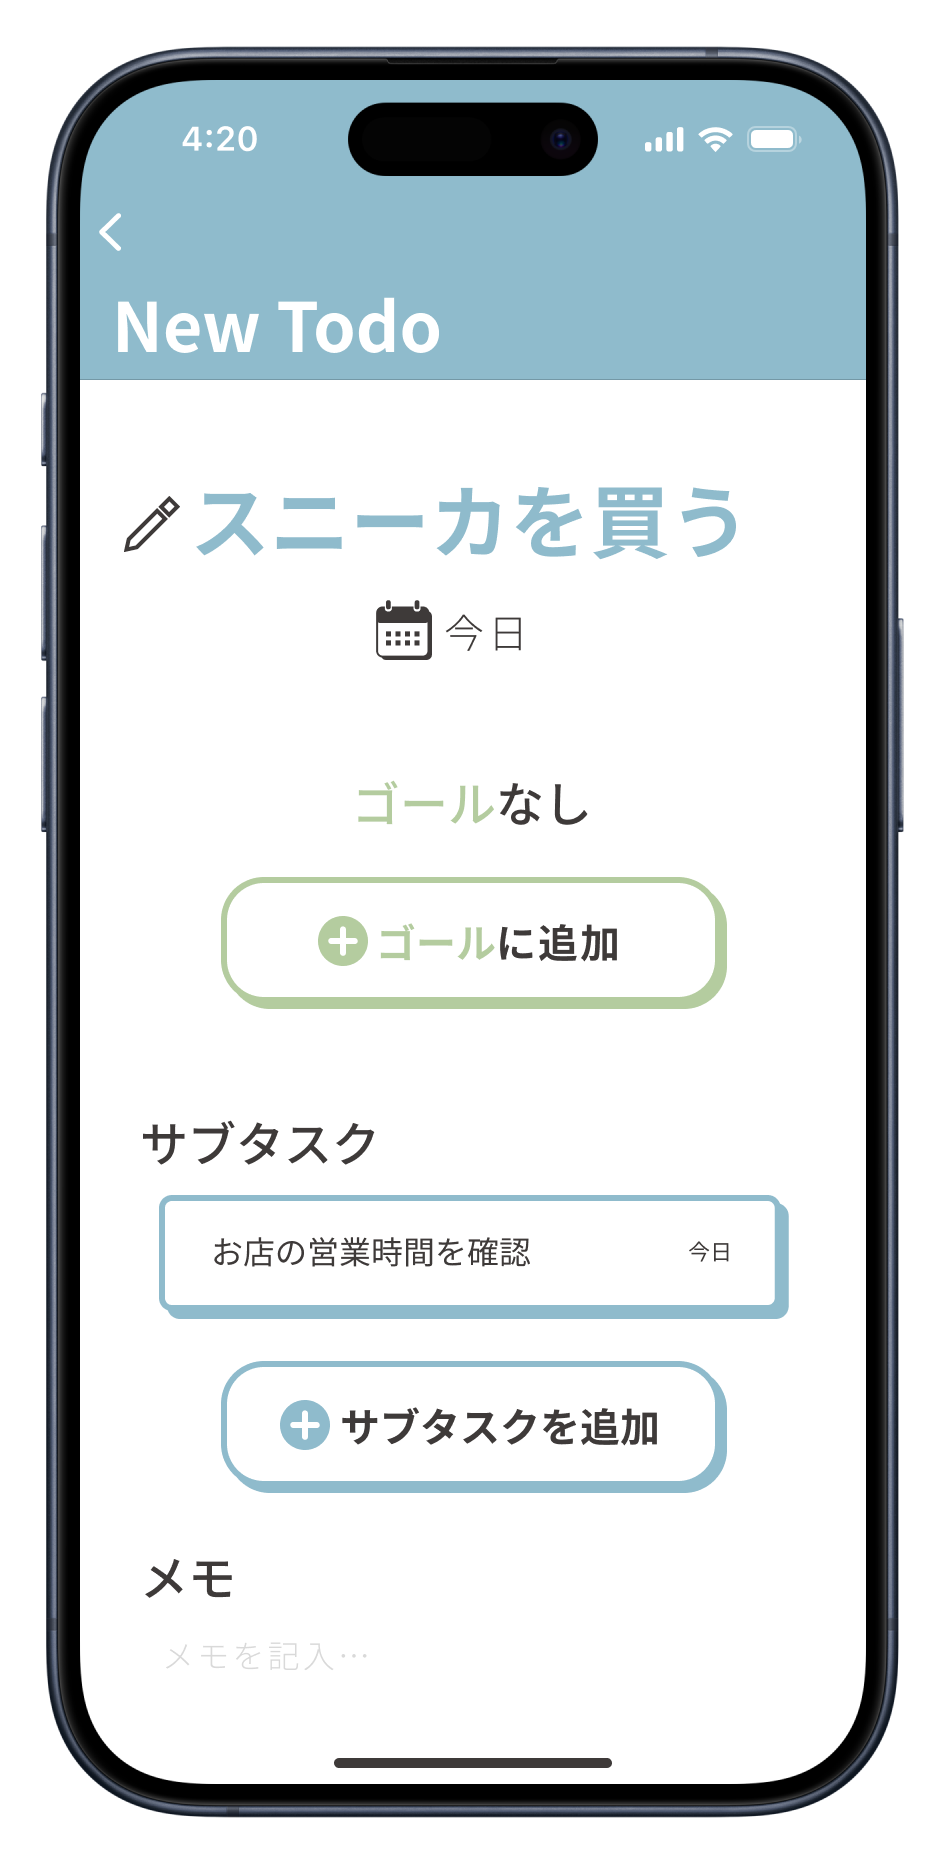 4:20
New Todo
スニーカを買う
今日
ゴールなし
ゴールに追加
サブタスク
お店の営業時間を確認 今日
サブタスクを追加
メモ
メモを記入…